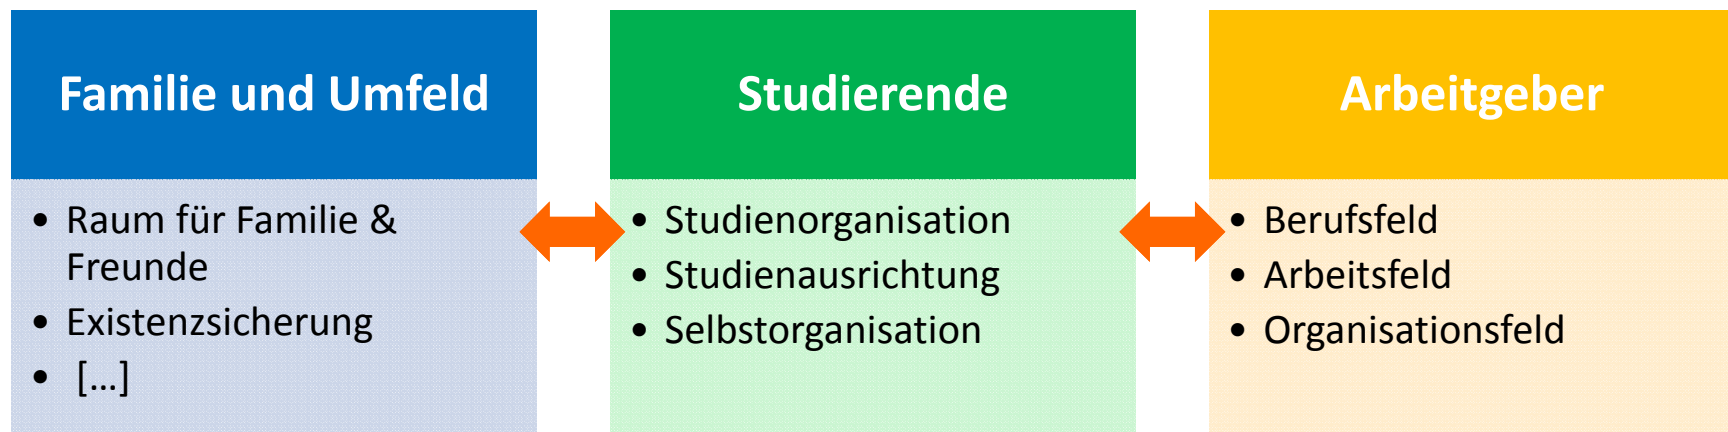 Familie und Umfeld
• Raum für Familie &
Freunde
• Existenzsicherung
• [...]
Studierende
• Studienorganisation
• Studienausrichtung
• Selbstorganisation
Arbeitgeber
• Berufsfeld
• Arbeitsfeld
• Organisationsfeld